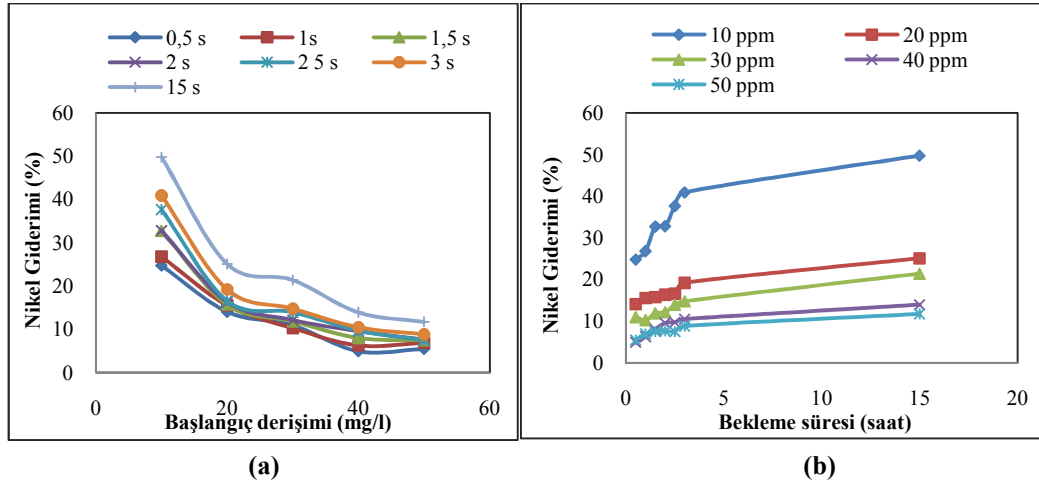 0,5 s 1s 1,5 s
2 s 2 5 s 3 s
15 s
60
50
40
30
20
10
0
0 20 40 60
Nikel Giderimi (%)
Başlangıç derişimi (mg/l)
(a)
10 ppm 20 ppm
30 ppm 40 ppm
50 ppm
60
50
40
30
20
10
0
0 5 10 15 20
Nikel Giderimi (%)
Bekleme süresi (saat)
(b)